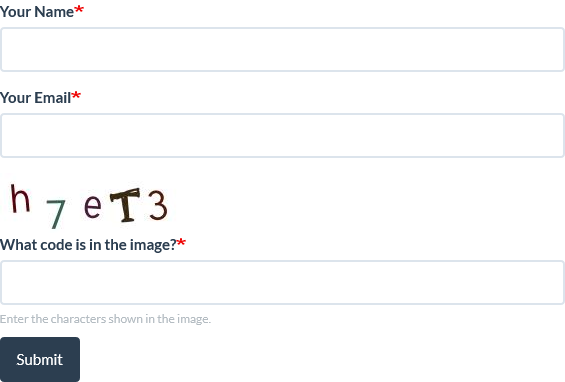 Your Name*
Your Email*
h 7 e T 3
What code is in the image?*
Enter the characters shown in the image.
Submit